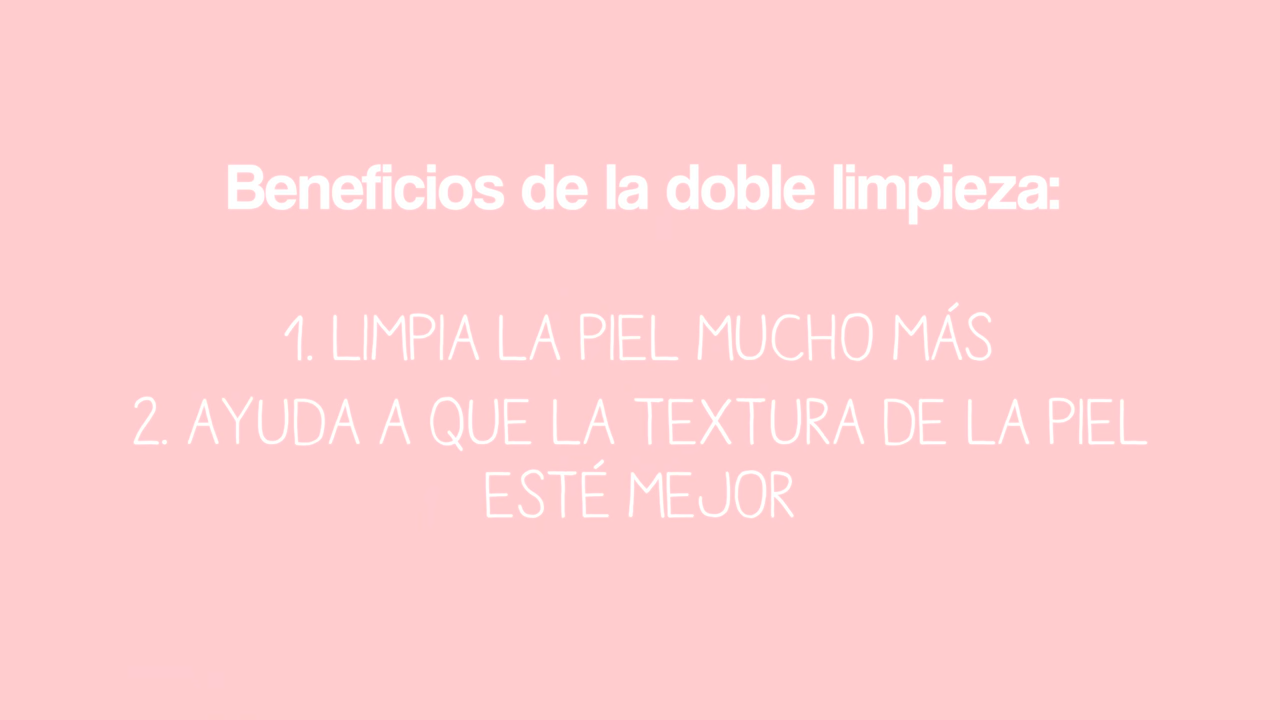 Beneficios de la doble limpieza:
1. LIMPIA LA PIEL MUCHO MÁS
2. AYUDA A QUE LA TEXTURA DE LA PIEL
ESTÉ MEJOR